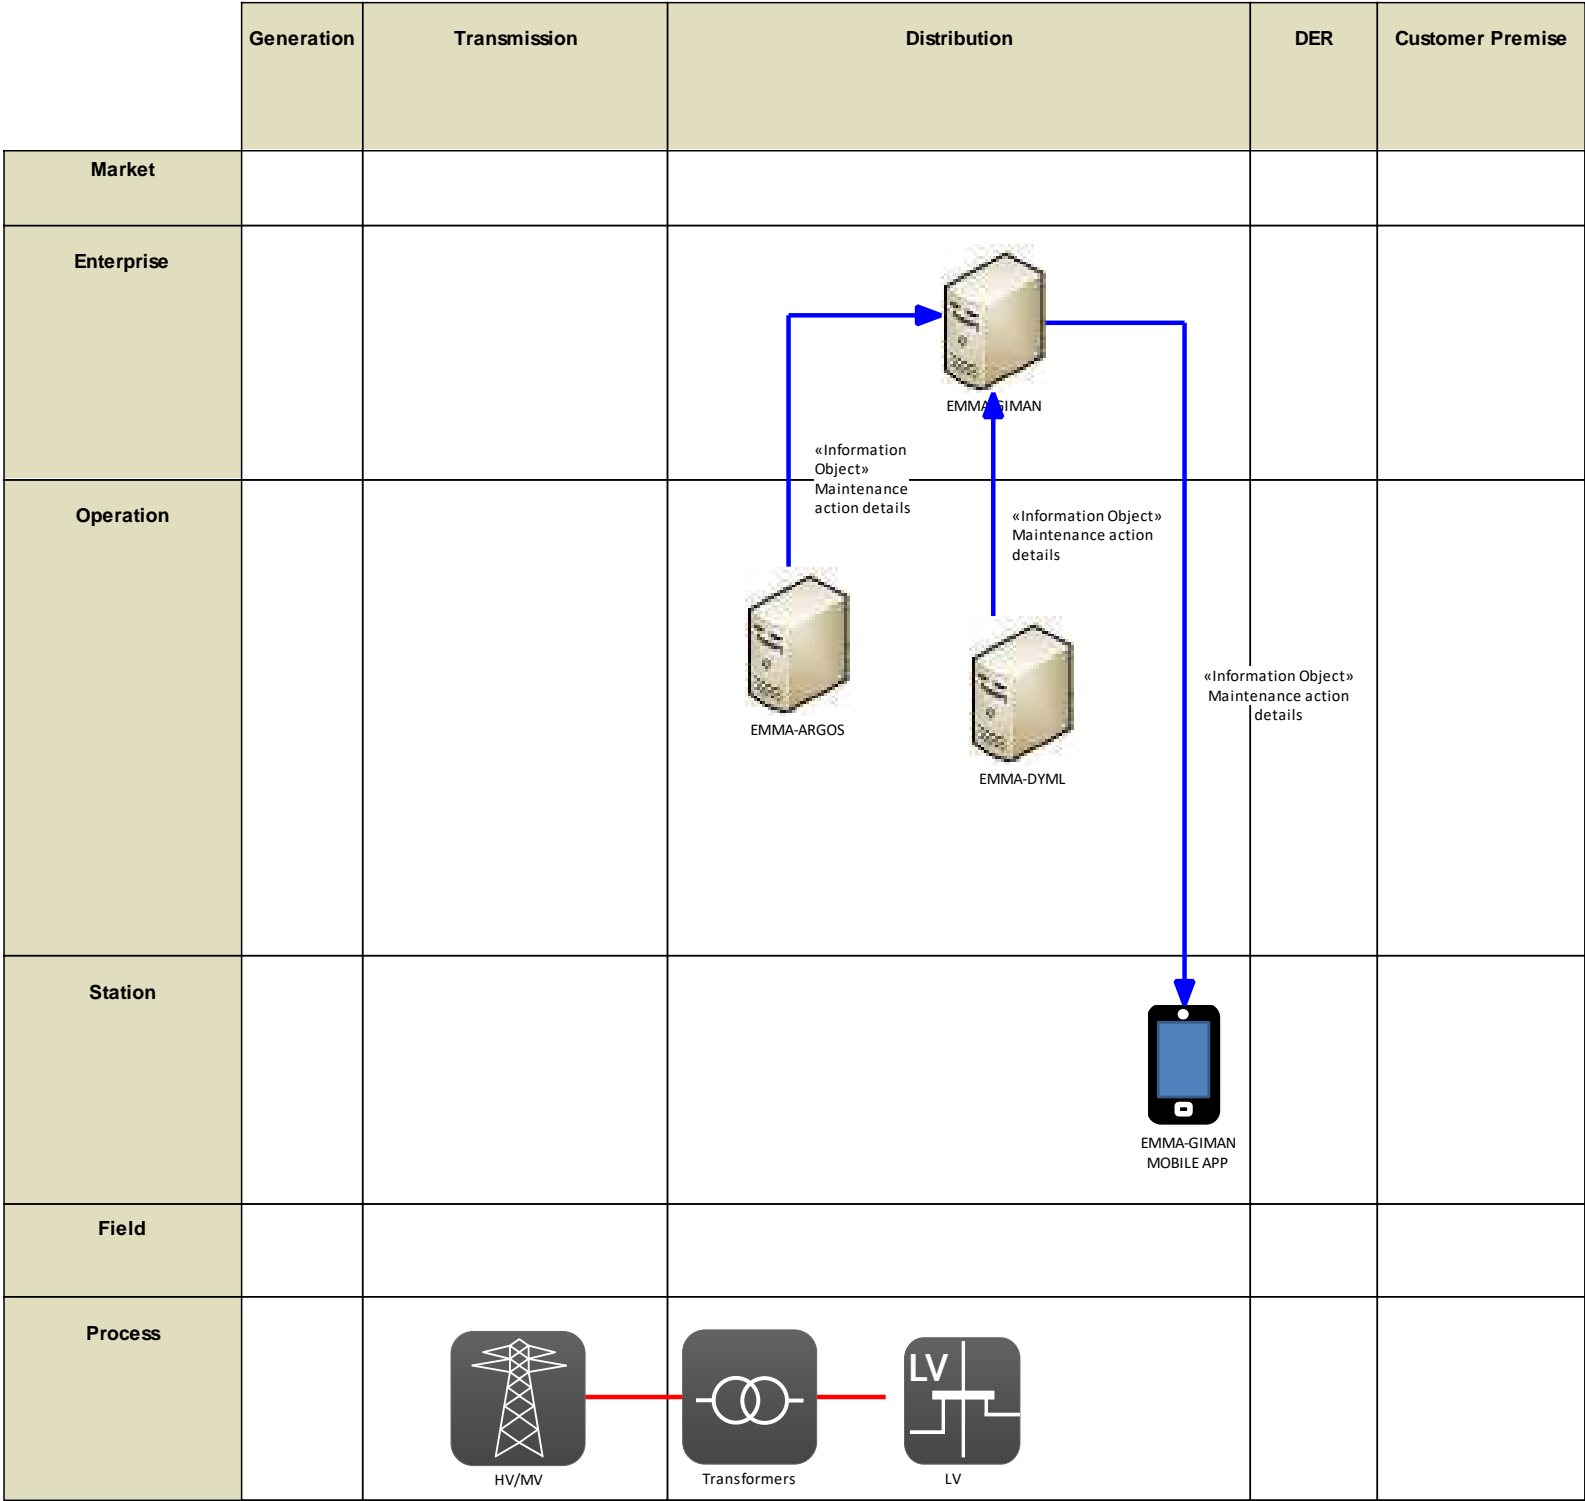 Generation
Transmission
Distribution
DER
Customer Premise
Market
Enterprise
EMMA-GIMAN
«Information
Object»
Maintenance
action details
Operation
«Information Object»
Maintenance action
details
EMMA-ARGOS
EMMA-DYML
«Information Object»
Maintenance action
details
Station
EMMA-GIMAN
MOBILE APP
Field
Process
LV
HV/MV
Transformers
LV